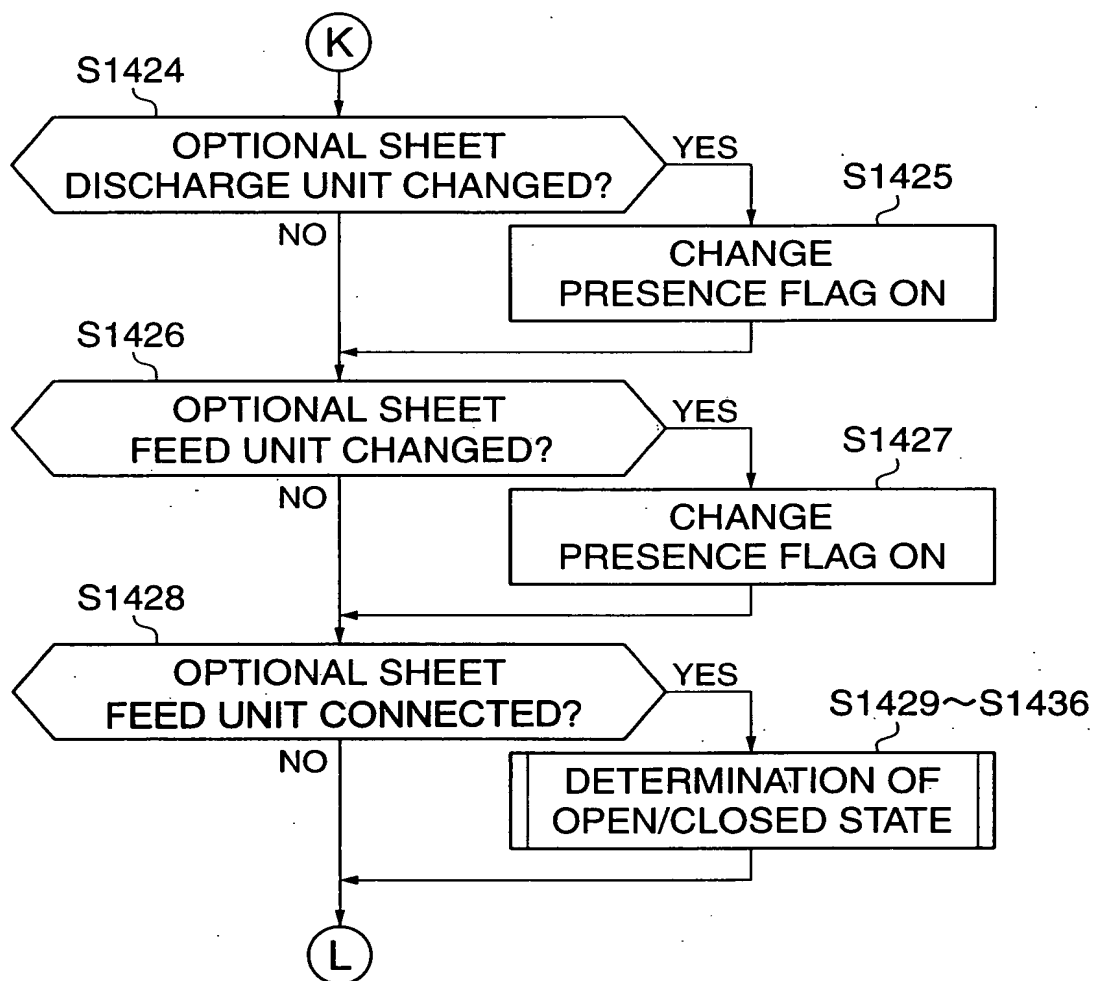 K
S1424
OPTIONAL SHEET
DISCHARGE UNIT CHANGED?
YES
NO
S1425
CHANGE
PRESENCE FLAG ON
S1426
OPTIONAL SHEET
FEED UNIT CHANGED?
YES
NO
S1427
CHANGE
PRESENCE FLAG ON
S1428
OPTIONAL SHEET
FEED UNIT CONNECTED?
YES
NO
S1429～S1436
DETERMINATION OF
OPEN/CLOSED STATE
L